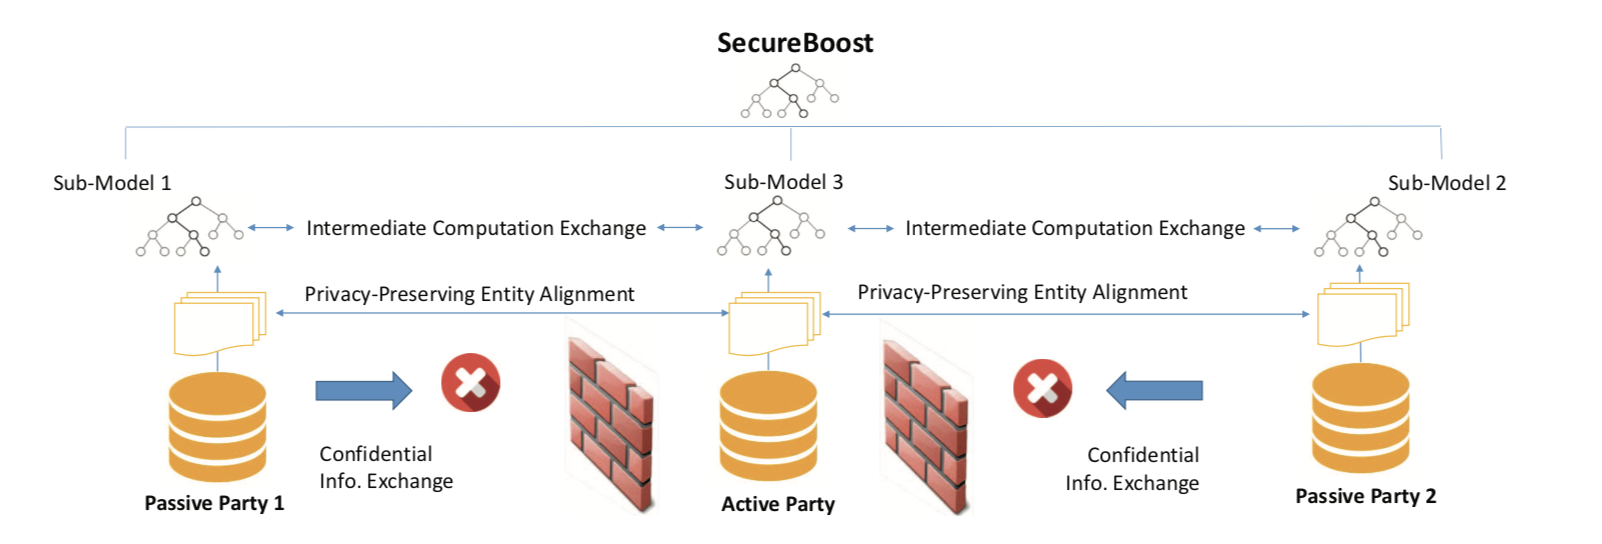 SecureBoost
Sub-Model 1
Sub-Model 3
Sub-Model 2
Intermediate Computation Exchange
Intermediate Computation Exchange
Privacy-Preserving Entity Alignment
Privacy-Preserving Entity Alignment
Confidential
Info. Exchange
Confidential
Info. Exchange
Passive Party 1
Active Party
Passive Party 2